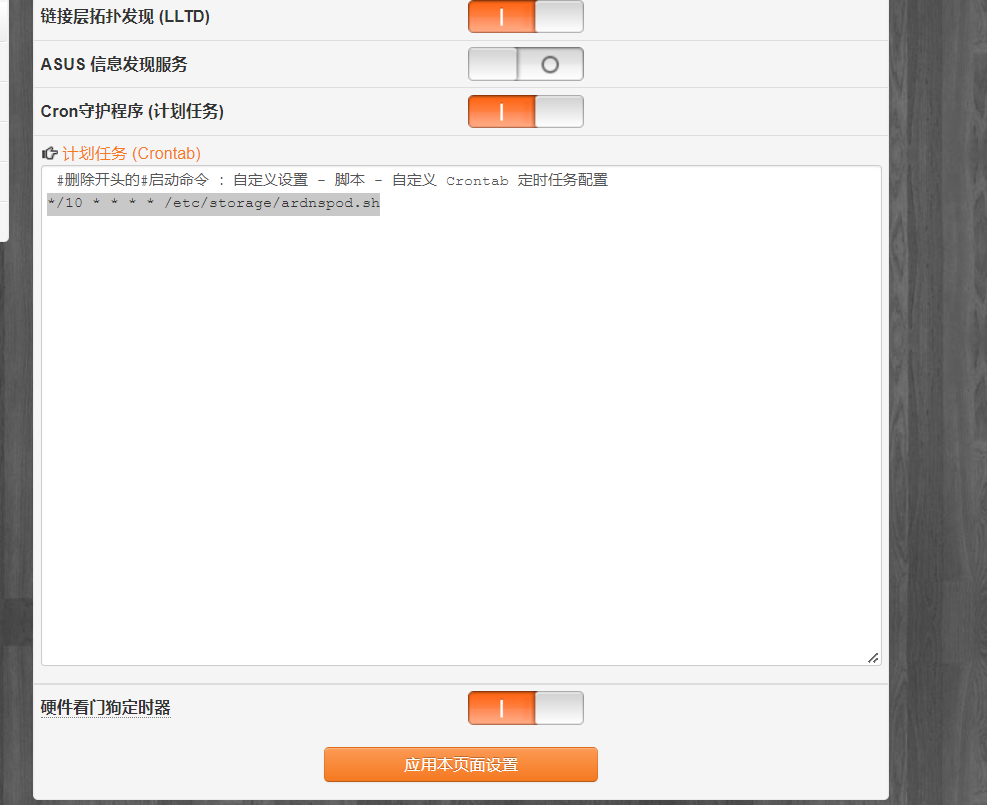 链接层拓扑发现 (LLTD)
ASUS 信息发现服务
Cron守护程序 (计划任务)
计划任务 (Crontab)
#删除开头的#启动命令 : 自定义设置 - 脚本 - 自定义 Crontab 定时任务配置
*/10 * * * * /etc/storage/ardnspod.sh
硬件看门狗定时器
应用本页面设置